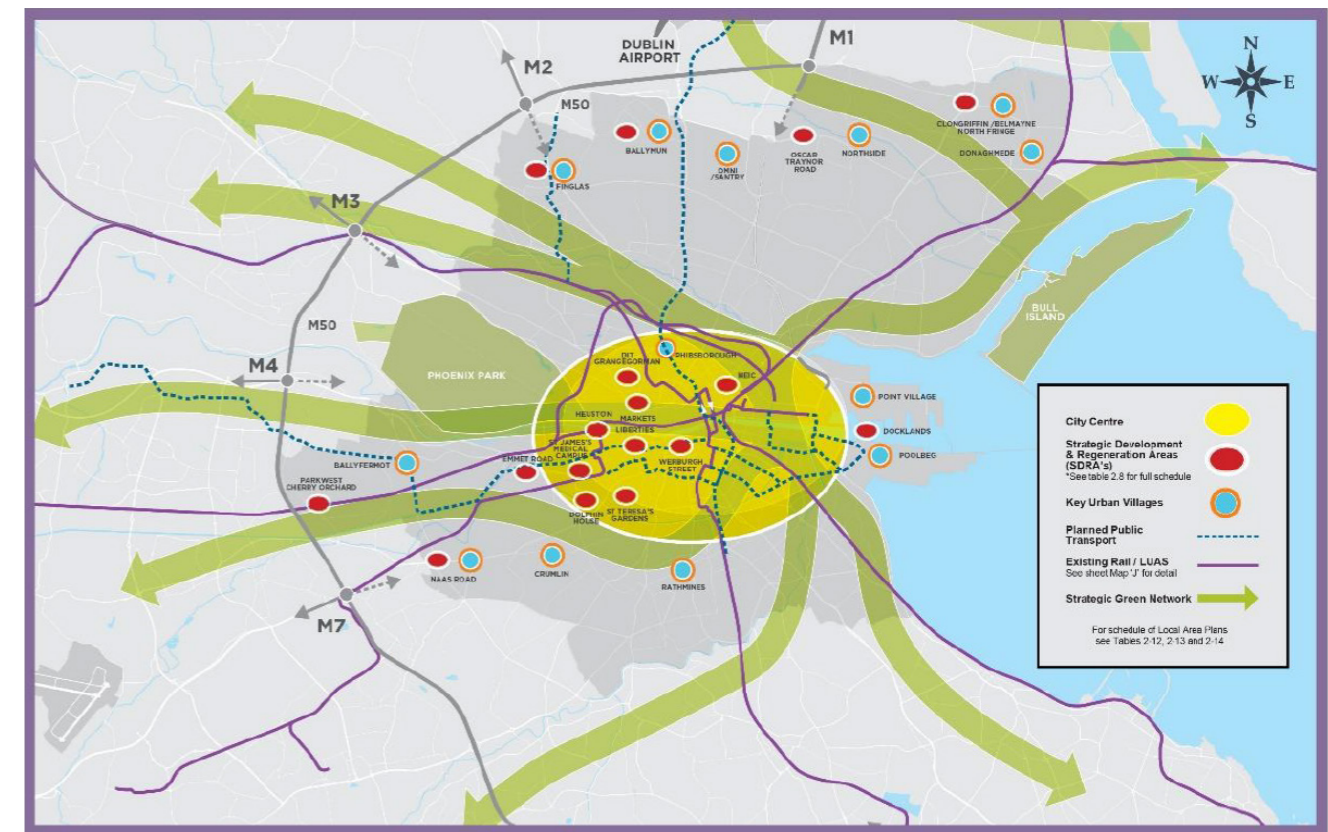 DUBLIN
AIRPORT
M1
N
W
E
S
M2
M50
CLONGRIFFIN /BELMAYNE
NORTH FRINGE
BALLYMUN
OMNI
/SANTRY
OSCAR
TRAYNOR
ROAD
NORTHSIDE
DONAGHMEDE
FINGLAS
M3
BULL
ISLAND
M50
M4
PHOENIX PARK
DIT
GRANGEGORMAN
PHIBSBOROUGH
NEIC
POINT VILLAGE
MARKETS
HEUSTON
LIBERTIES
DOCKLANDS
ST JAMES'S
MEDICAL
CAMPUS
EMMET ROAD
WERBURGH
STREET
POOLBEG
BALLYFERMOT
PARKWEST
CHERRY ORCHARD
DOLPHIN
HOUSE
ST TERESA'S
GARDENS
NAAS ROAD
CRUMLIN
RATHMINES
M7
City Centre
Strategic Development
& Regeneration Areas
(SDRA's)
*See table 2.8 for full schedule
Key Urban Villages
Planned Public
Transport
Existing Rail / LUAS
See sheet Map 'J' for detail
Strategic Green Network
For schedule of Local Area Plans
see Tables 2-12, 2-13 and 2-14